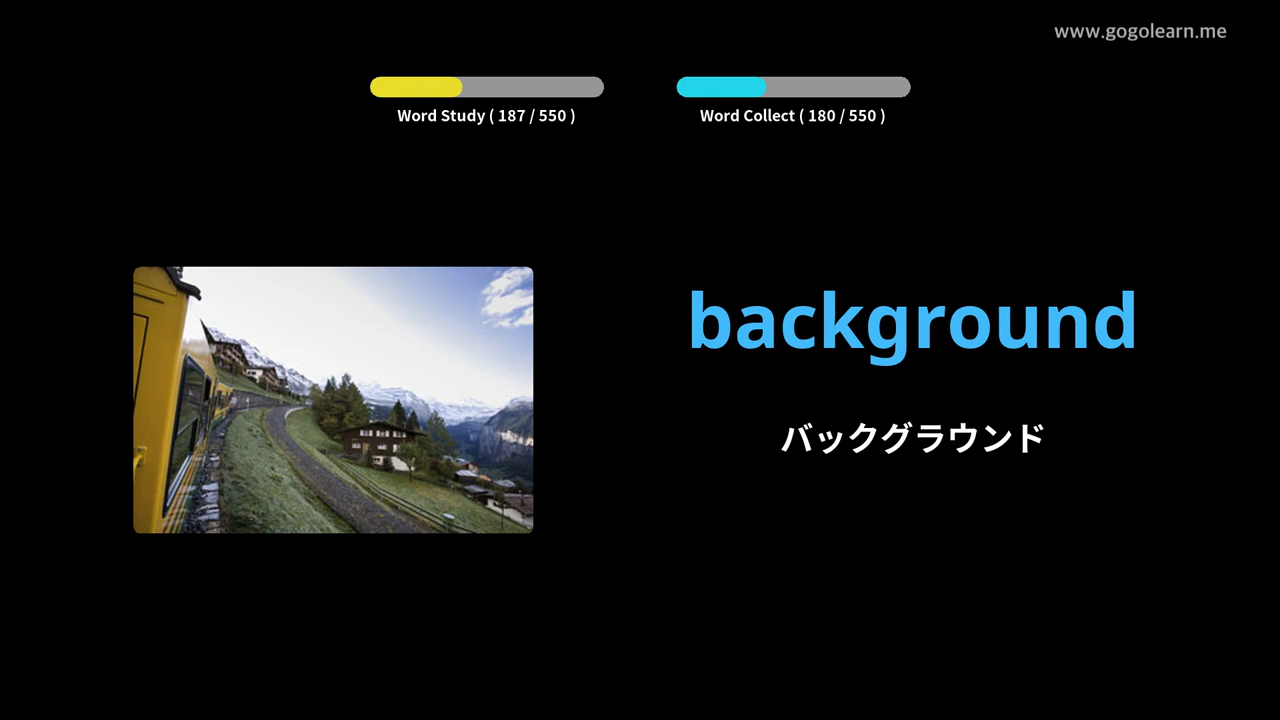 www.gogolearn.me
Word Study ( 187 / 550 )
Word Collect ( 180 / 550 )
background
バックグラウンド